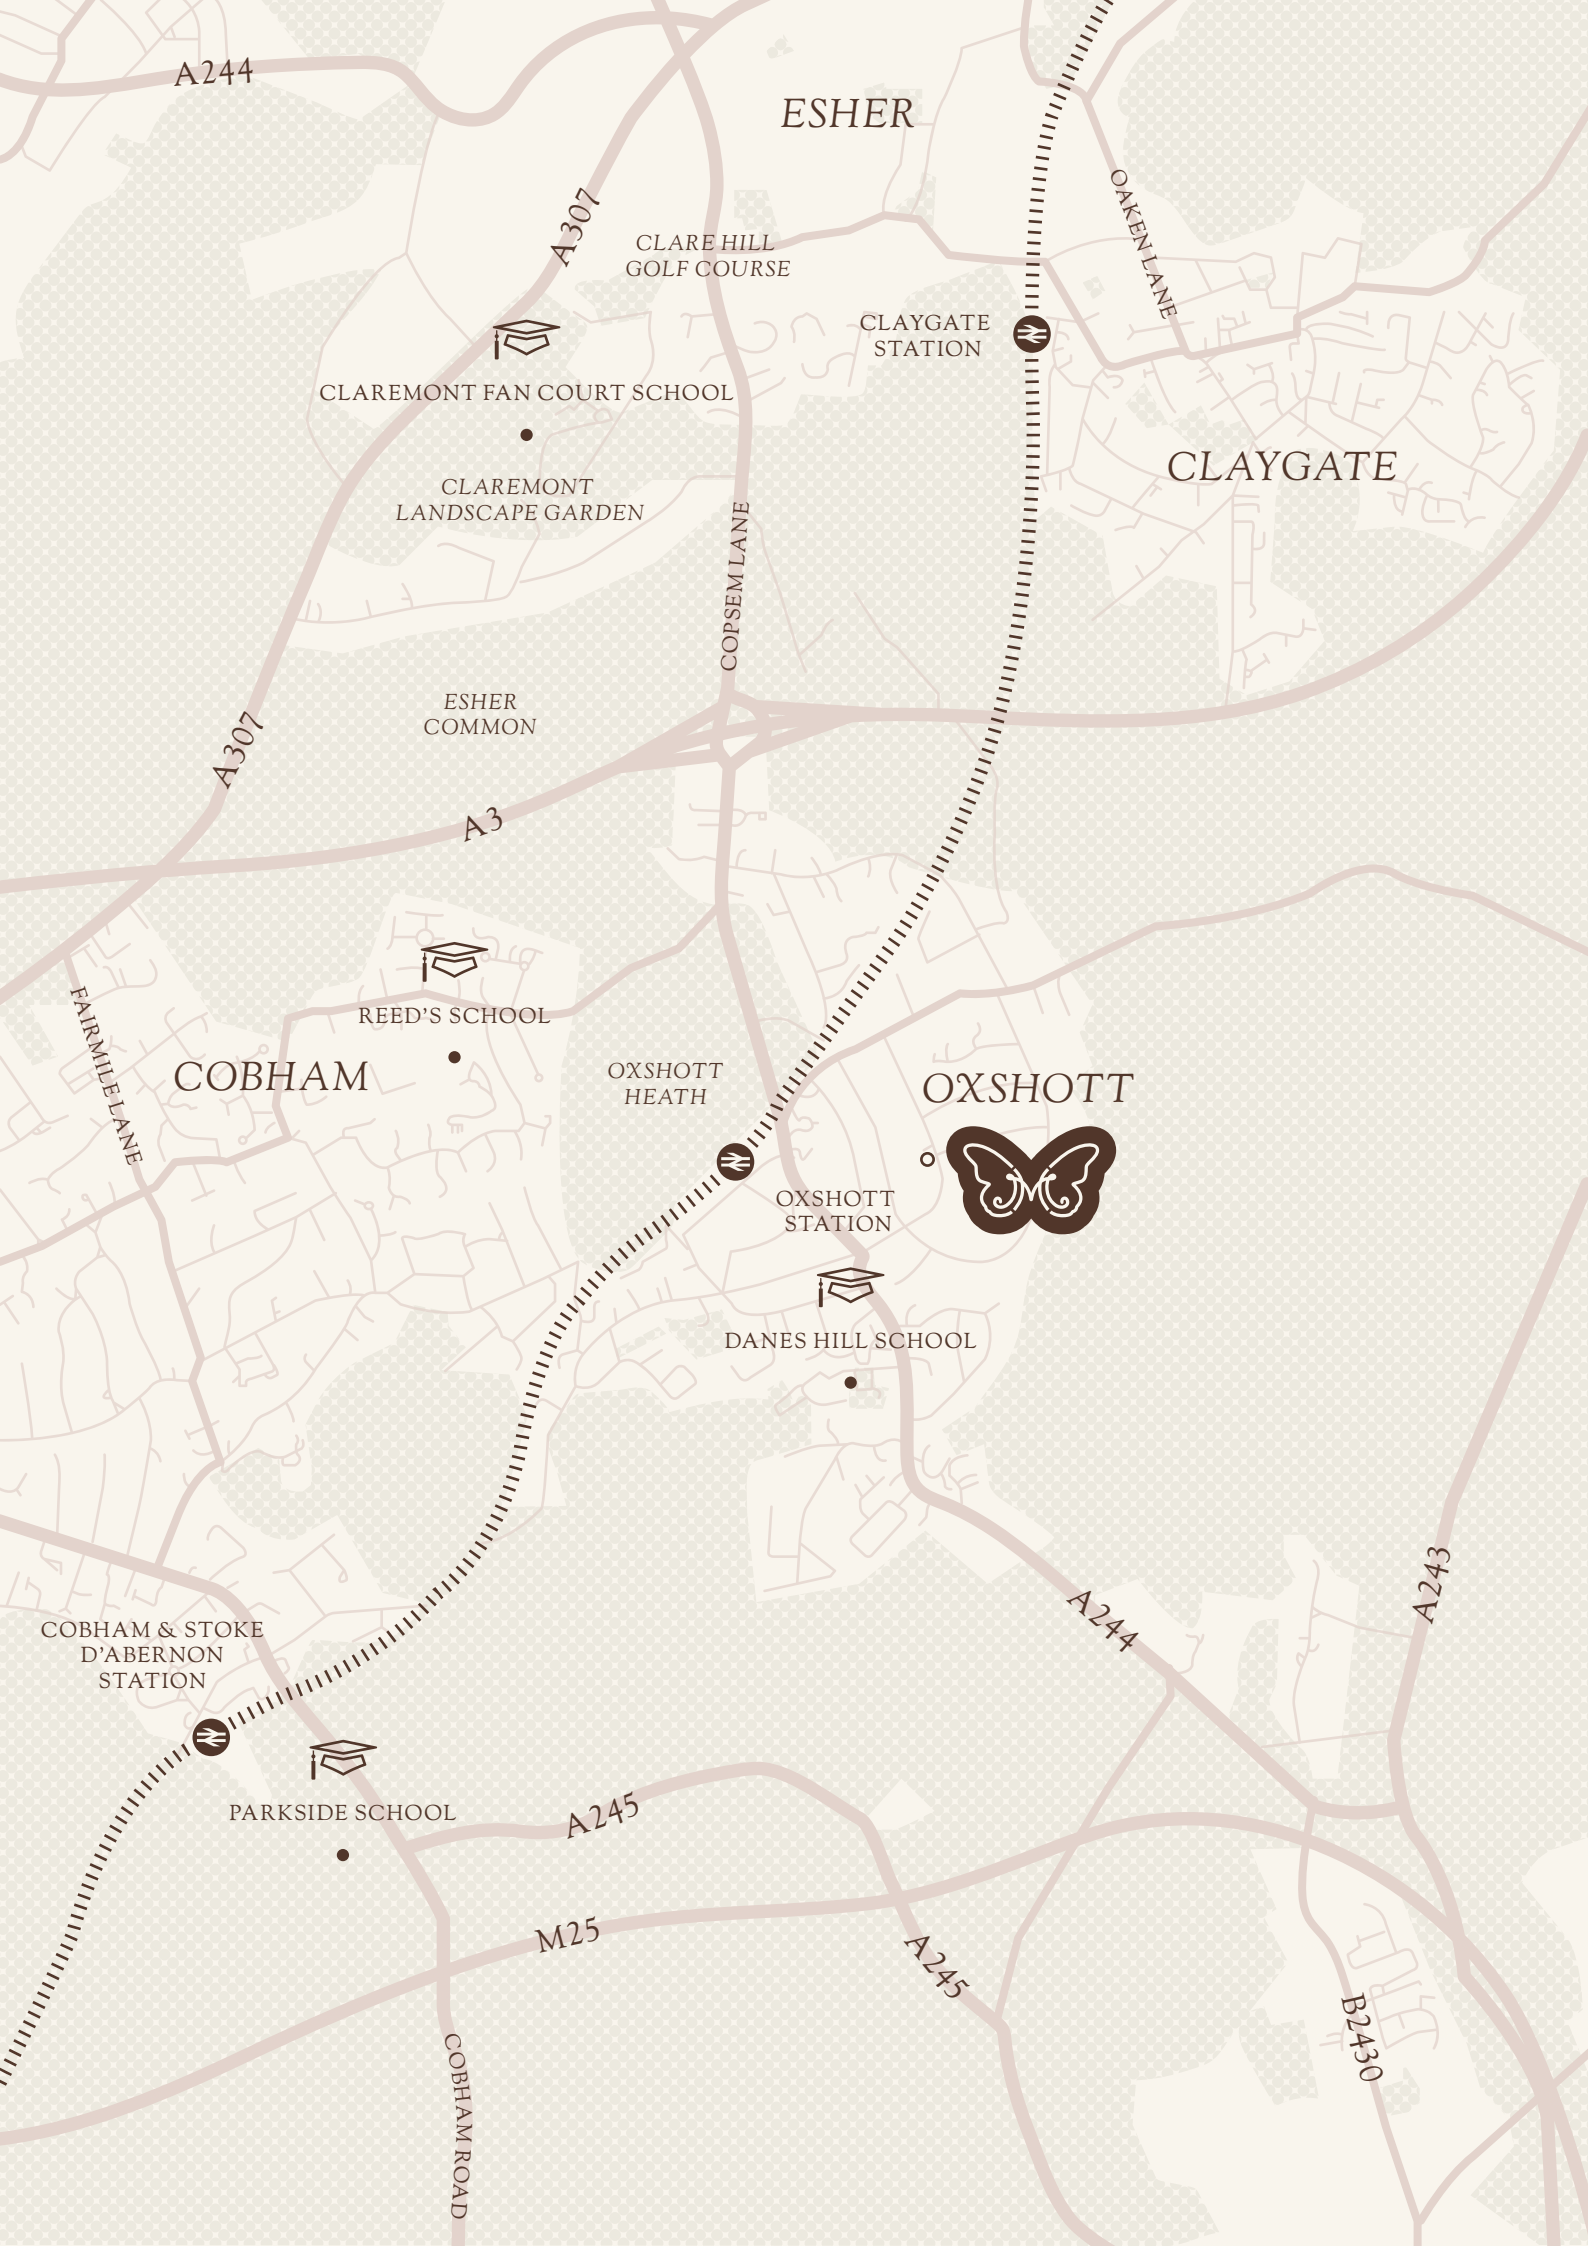 A244
ESHER
OAKEN LANE
A307
CLARE HILL
GOLF COURSE
CLAYGATE
STATION
CLAREMONT FAN COURT SCHOOL
CLAYGATE
CLAREMONT
LANDSCAPE GARDEN
COPSEM LANE
ESHER
COMMON
A307
A3
FAIRMILE LANE
REED'S SCHOOL
COBHAM
OXSHOTT
HEATH
OXSHOTT
OXSHOTT
STATION
DANES HILL SCHOOL
A243
A244
COBHAM & STOKE
D'ABERNON
STATION
PARKSIDE SCHOOL
A245
M25
A245
B2430
COBHAM ROAD